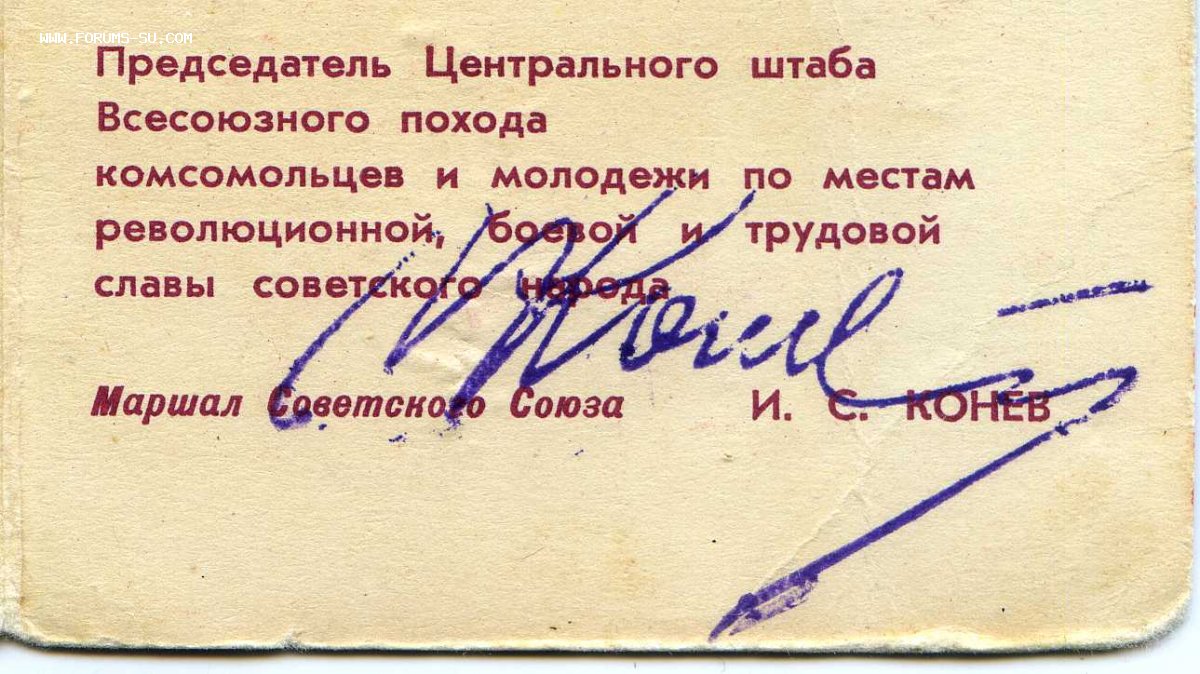 WWW.FORUMS-SU.COM
Председатель Центрального штаба
Всесоюзного похода
комсомольцев и молодежи по местам
революционной, боевой и трудовой
славы советского народа
Маршал Советского Союза И. С. КОНЕВ